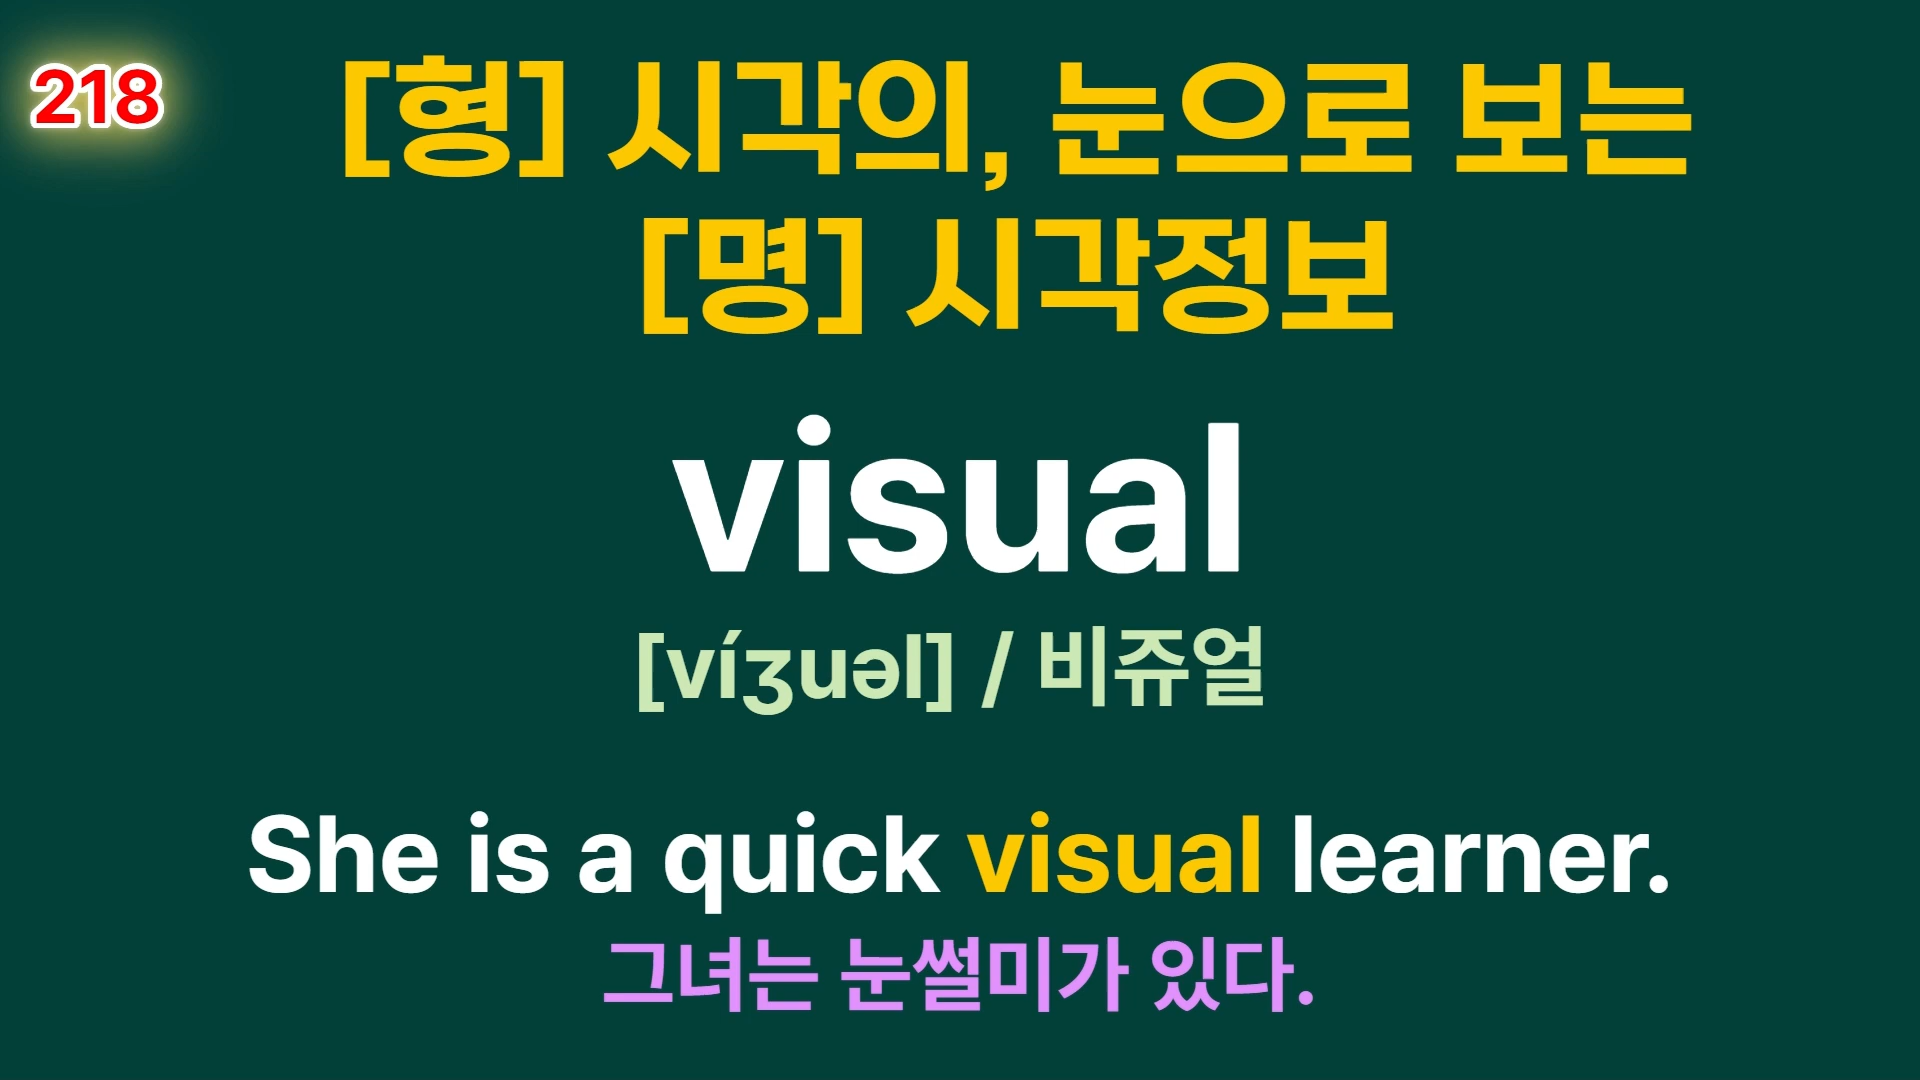 218
[형] 시각의, 눈으로 보는
[명] 시각정보
visual
[víʒuəl] / 비쥬얼
She is a quick visual learner.
그녀는 눈썰미가 있다.